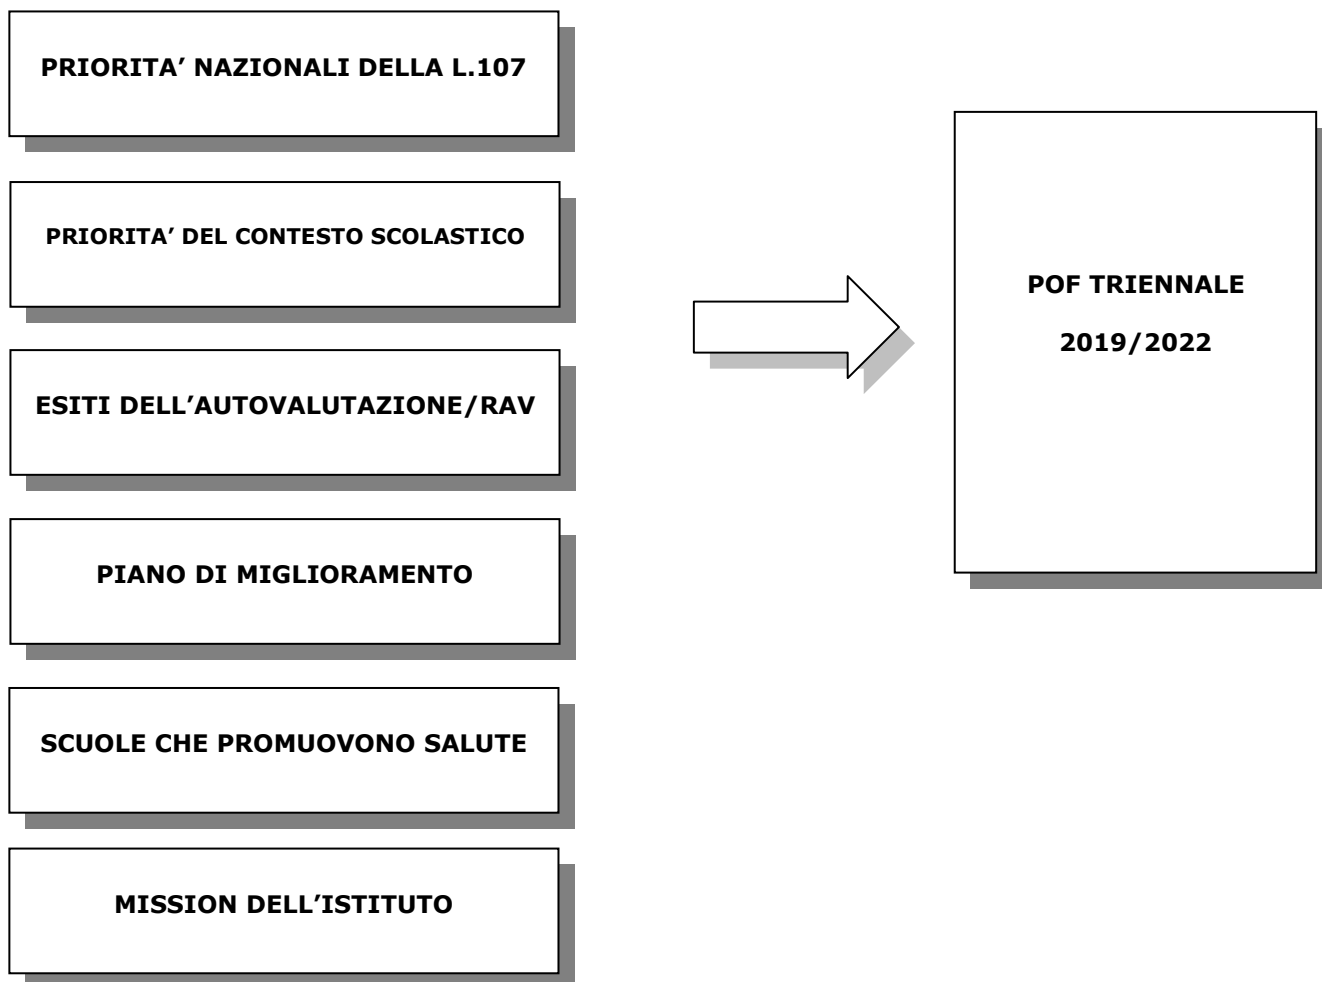 PRIORITA’ NAZIONALI DELLA L.107
PRIORITA’ DEL CONTESTO SCOLASTICO
ESITI DELL’AUTOVALUTAZIONE/RAV
PIANO DI MIGLIORAMENTO
SCUOLE CHE PROMUOVONO SALUTE
MISSION DELL’ISTITUTO
POF TRIENNALE
2019/2022